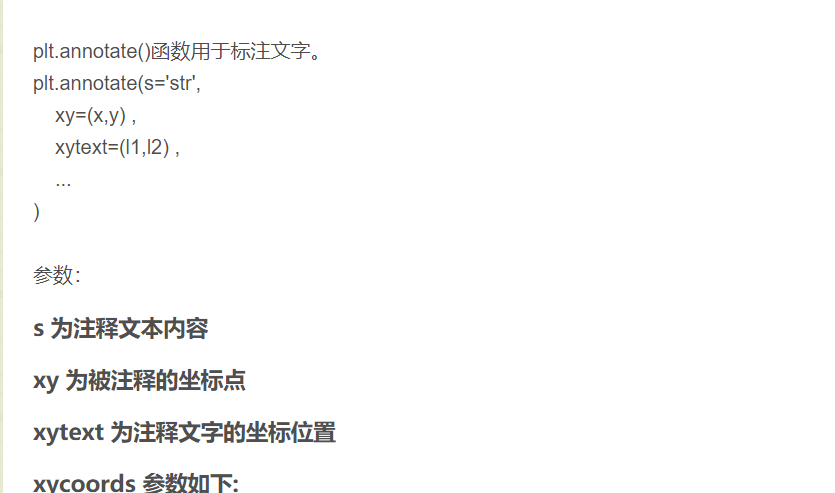 plt.annotate()函数用于标注文字。
plt.annotate(s='str',
xy=(x,y) ,
xytext=(l1,l2) ,
...
)
参数：
s 为注释文本内容
xy 为被注释的坐标点
xytext 为注释文字的坐标位置
xycoords 参数如下: